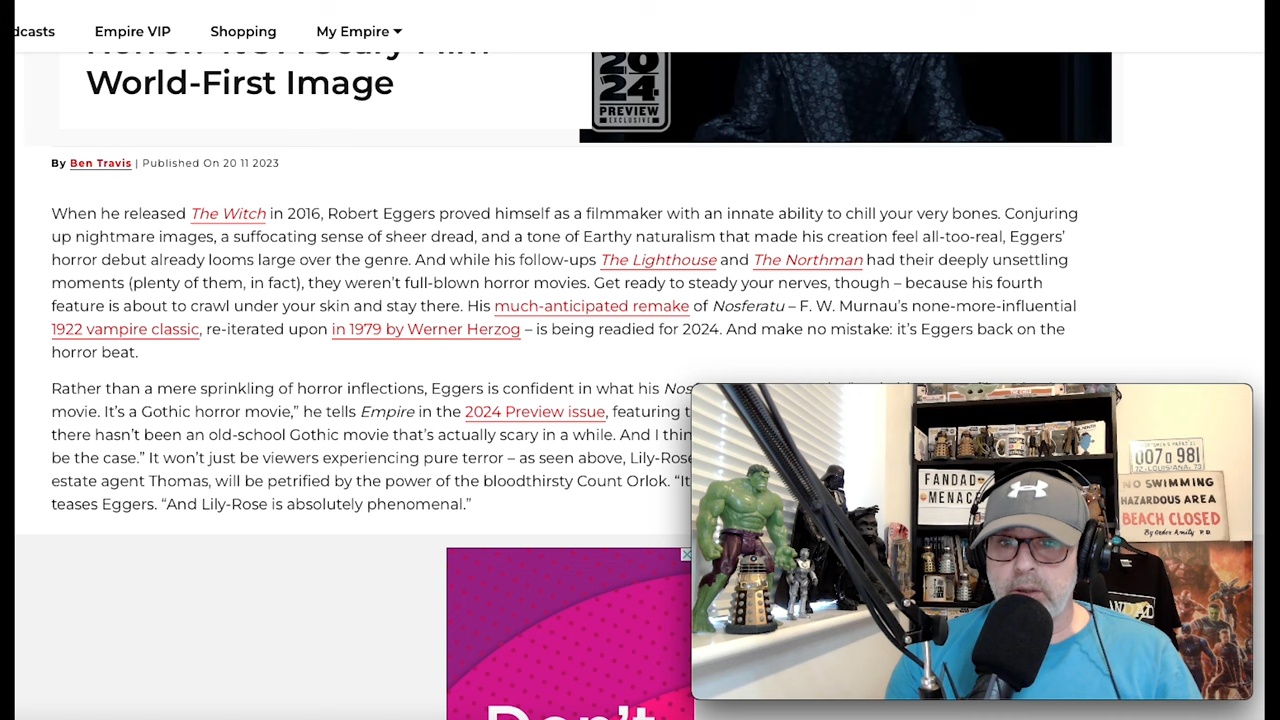 dcasts Empire VIP Shopping My Empire
World-First Image
20
24
PREVIEW
EXCLUSIVE
By Ben Travis | Published On 20 11 2023
When he released The Witch in 2016, Robert Eggers proved himself as a filmmaker with an innate ability to chill your very bones. Conjuring
up nightmare images, a suffocating sense of sheer dread, and a tone of Earthy naturalism that made his creation feel all-too-real, Eggers’
horror debut already looms large over the genre. And while his follow-ups The Lighthouse and The Northman had their deeply unsettling
moments (plenty of them, in fact), they weren’t full-blown horror movies. Get ready to steady your nerves, though – because his fourth
feature is about to crawl under your skin and stay there. His much-anticipated remake of Nosferatu – F. W. Murnau’s none-more-influential
1922 vampire classic, re-iterated upon in 1979 by Werner Herzog – is being readied for 2024. And make no mistake: it’s Eggers back on the
horror beat.
Rather than a mere sprinkling of horror inflections, Eggers is confident in what his Nos
movie. It’s a Gothic horror movie,” he tells Empire in the 2024 Preview issue, featuring t
there hasn’t been an old-school Gothic movie that’s actually scary in a while. And I thin
be the case.” It won’t just be viewers experiencing pure terror – as seen above, Lily-Rose
estate agent Thomas, will be petrified by the power of the bloodthirsty Count Orlok. “It
teases Eggers. “And Lily-Rose is absolutely phenomenal.”
Don’t
FANDAD
MENACE
007 981
LOUISIANA
NO SWIMMING
HAZARDOUS AREA
BEACH CLOSED
By Order Amity P.D.